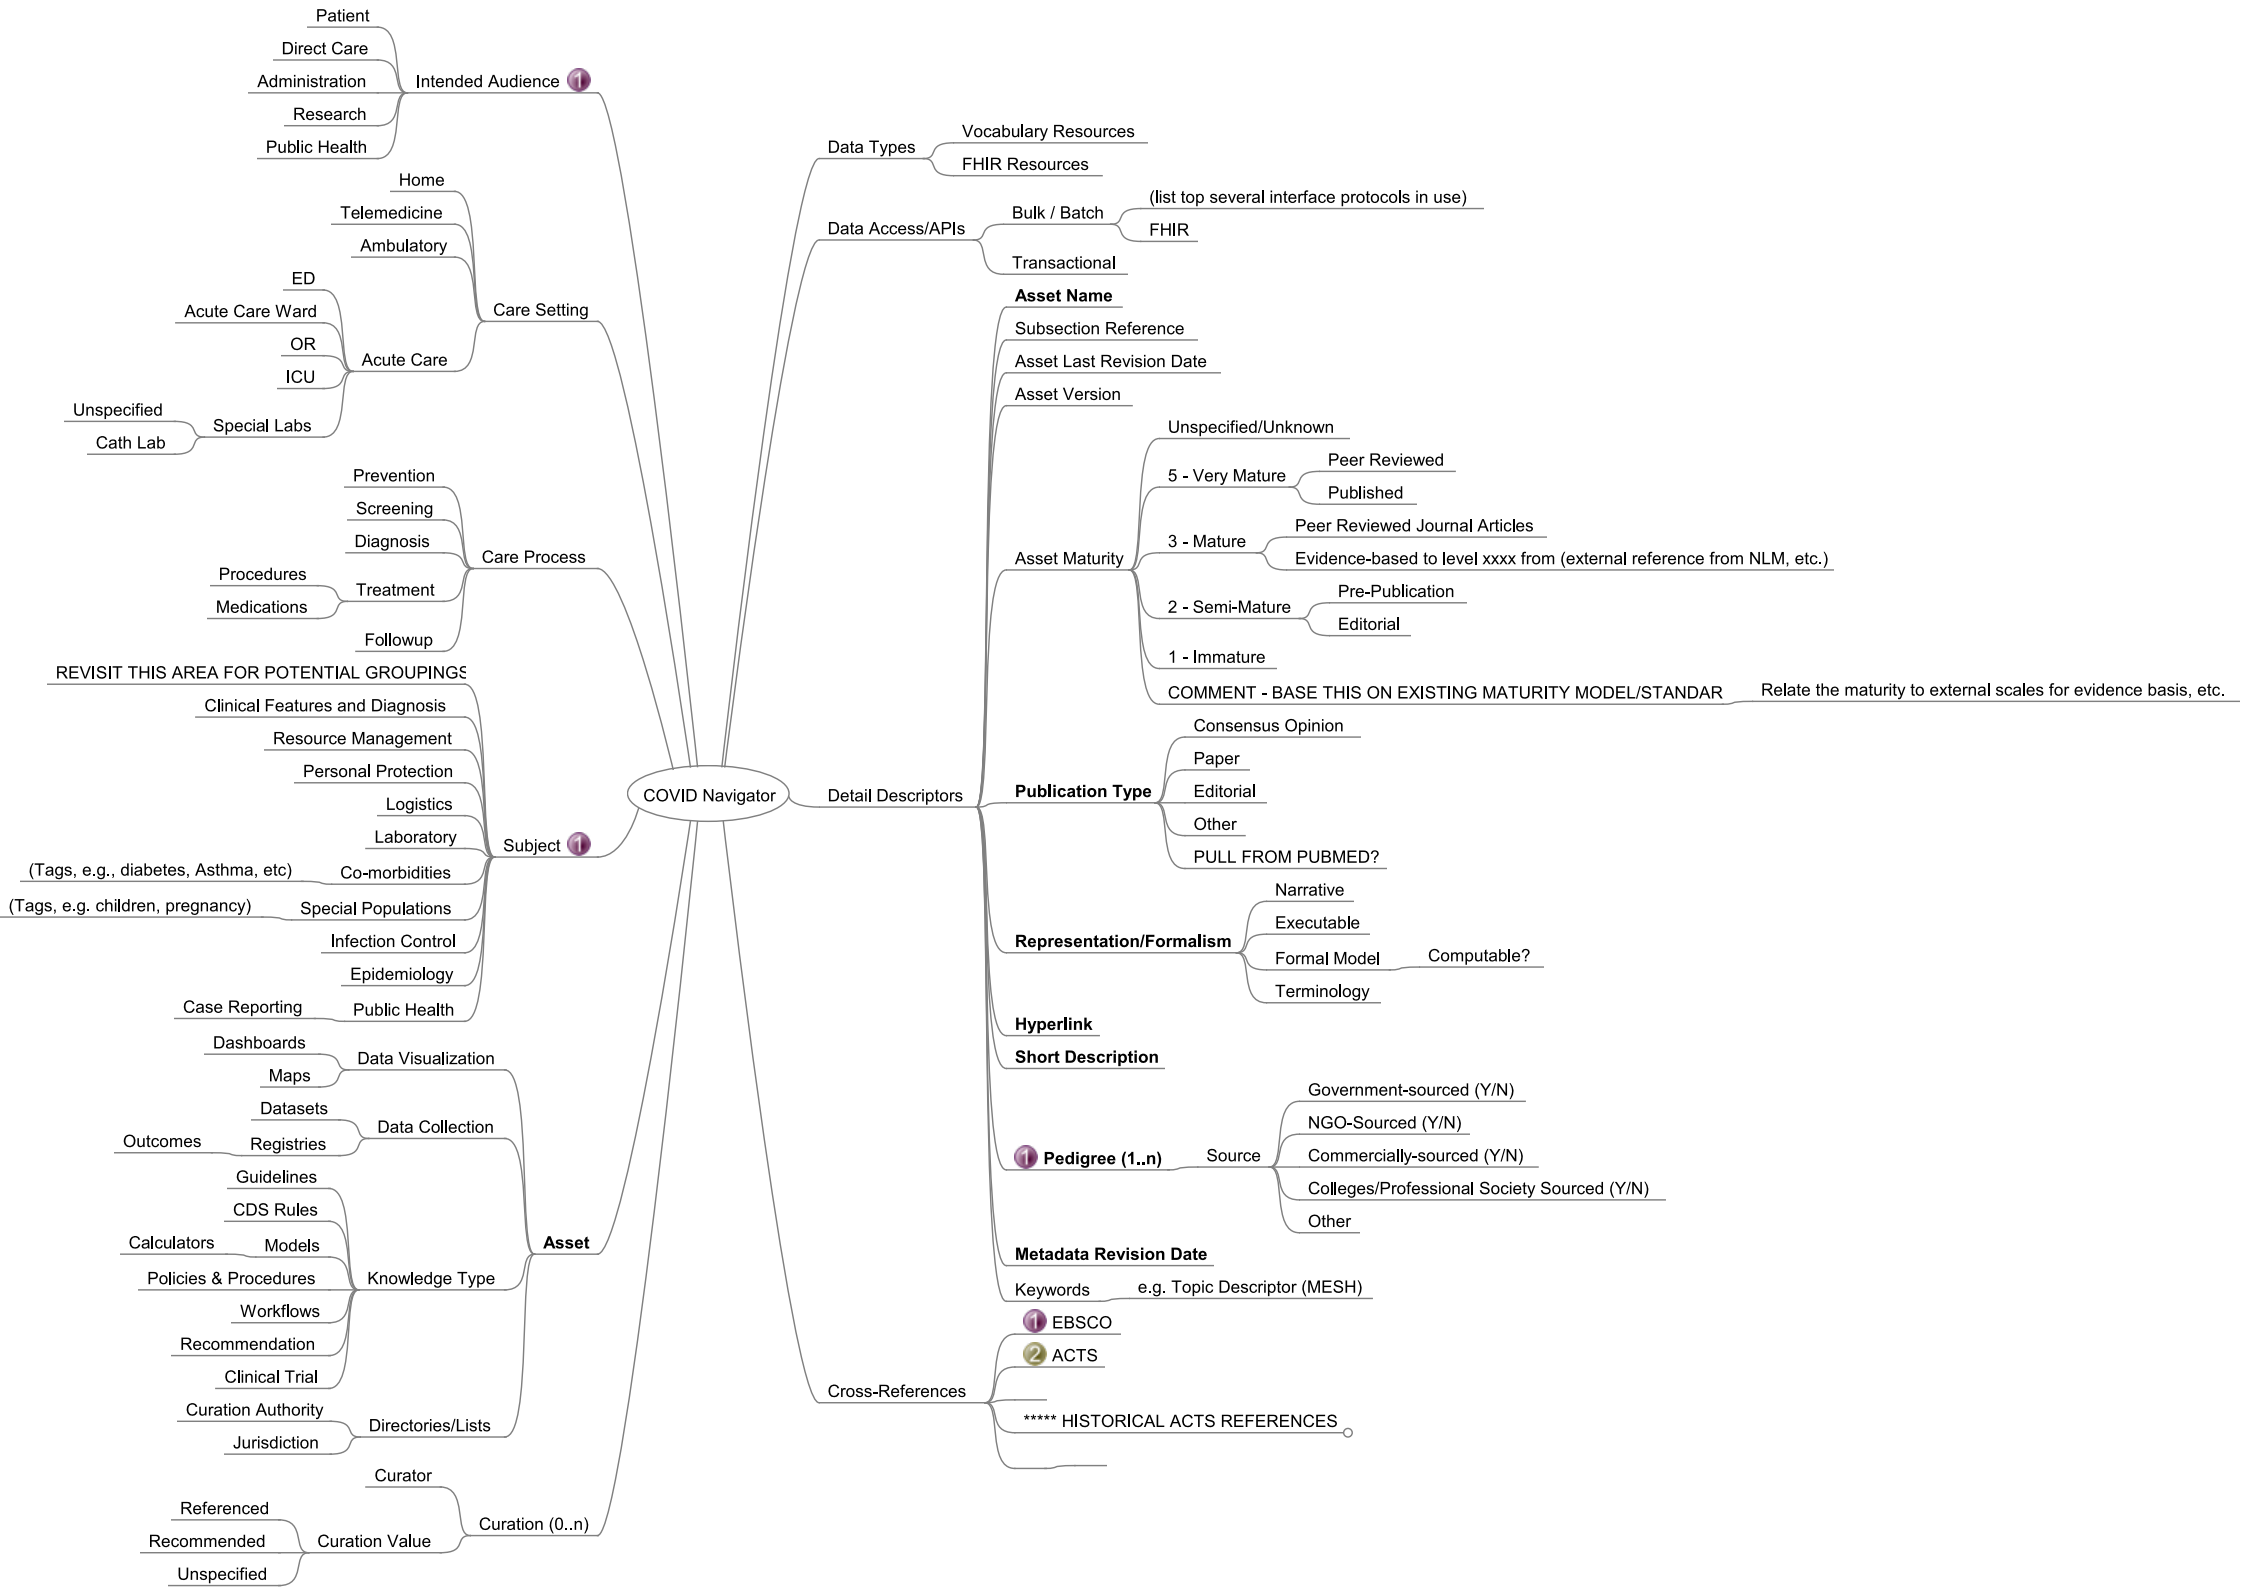 Patient
Direct Care
Administration
Research
Public Health
Intended Audience 1
Home
Telemedicine
Ambulatory
ED
Acute Care Ward
OR
ICU
Unspecified
Cath Lab
Special Labs
Acute Care
Care Setting
Prevention
Screening
Diagnosis
Procedures
Medications
Treatment
Followup
Care Process
REVISIT THIS AREA FOR POTENTIAL GROUPINGS
Clinical Features and Diagnosis
Resource Management
Personal Protection
Logistics
Laboratory
(Tags, e.g., diabetes, Asthma, etc)
Co-morbidities
(Tags, e.g. children, pregnancy)
Special Populations
Infection Control
Epidemiology
Case Reporting
Public Health
Subject 1
Dashboards
Maps
Data Visualization
Datasets
Outcomes
Registries
Data Collection
Guidelines
CDS Rules
Calculators
Models
Policies & Procedures
Workflows
Recommendation
Clinical Trial
Knowledge Type
Curation Authority
Jurisdiction
Directories/Lists
Asset
Curator
Referenced
Recommended
Unspecified
Curation Value
Curation (0..n)
COVID Navigator
Data Types
Vocabulary Resources
FHIR Resources
Data Access/APIs
Bulk / Batch
(list top several interface protocols in use)
FHIR
Transactional
Detail Descriptors
Asset Name
Subsection Reference
Asset Last Revision Date
Asset Version
Asset Maturity
Unspecified/Unknown
5 - Very Mature
Peer Reviewed
Published
3 - Mature
Peer Reviewed Journal Articles
Evidence-based to level xxxx from (external reference from NLM, etc.)
2 - Semi-Mature
Pre-Publication
Editorial
1 - Immature
COMMENT - BASE THIS ON EXISTING MATURITY MODEL/STANDAR
Relate the maturity to external scales for evidence basis, etc.
Publication Type
Consensus Opinion
Paper
Editorial
Other
PULL FROM PUBMED?
Representation/Formalism
Narrative
Executable
Formal Model
Computable?
Terminology
Hyperlink
Short Description
1 Pedigree (1..n)
Source
Government-sourced (Y/N)
NGO-Sourced (Y/N)
Commercially-sourced (Y/N)
Colleges/Professional Society Sourced (Y/N)
Other
Metadata Revision Date
Keywords
e.g. Topic Descriptor (MESH)
Cross-References
1 EBSCO
2 ACTS
***** HISTORICAL ACTS REFERENCES